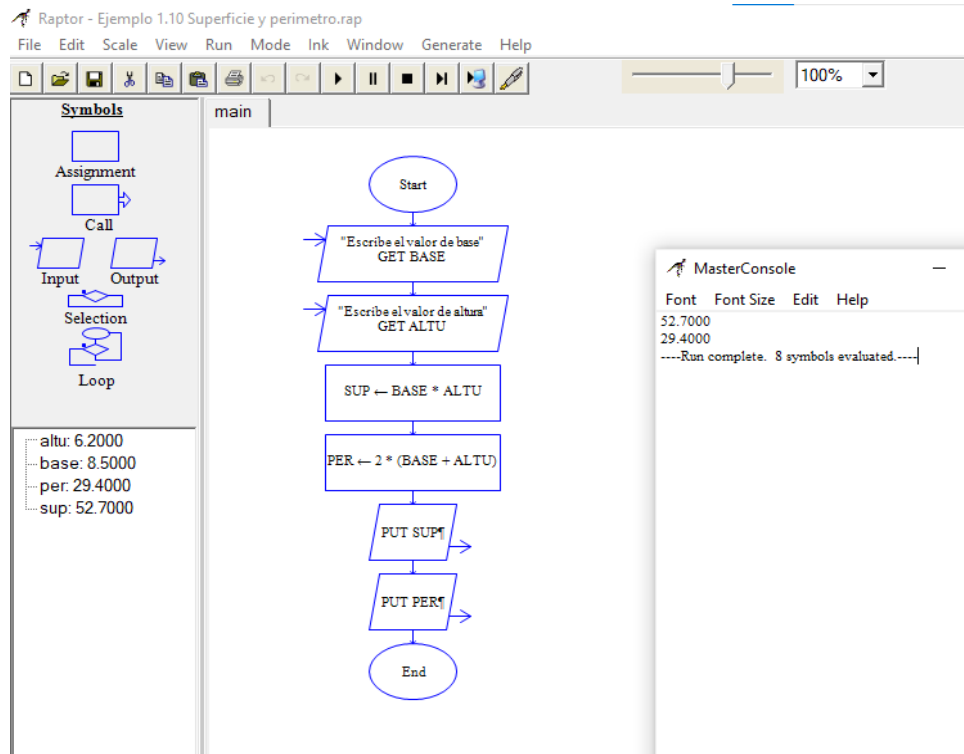 Raptor - Ejemplo 1.10 Superficie y perimetro.rap
File Edit Scale View Run Mode Ink Window Generate Help
100%
Symbols
Assignment
Call
Input Output
Selection
Loop
altu: 6.2000
base: 8.5000
per: 29.4000
sup: 52.7000
main
Start
"Escribe el valor de base"
GET BASE
"Escribe el valor de altura"
GET ALTU
SUP ← BASE * ALTU
PER ← 2 * (BASE + ALTU)
PUT SUP¶
PUT PER¶
End
MasterConsole
Font Font Size Edit Help
52.7000
29.4000
----Run complete. 8 symbols evaluated.----